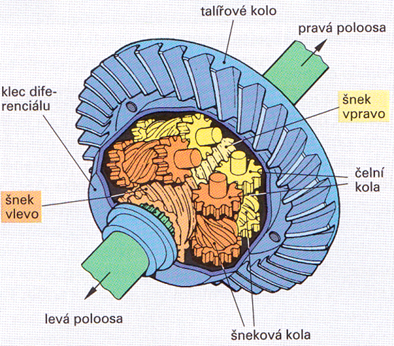 talířové kolo
pravá poloosa
klec dife-
renciálu
šnek
vpravo
čelní
kola
šnek
vlevo
levá poloosa
šneková kola